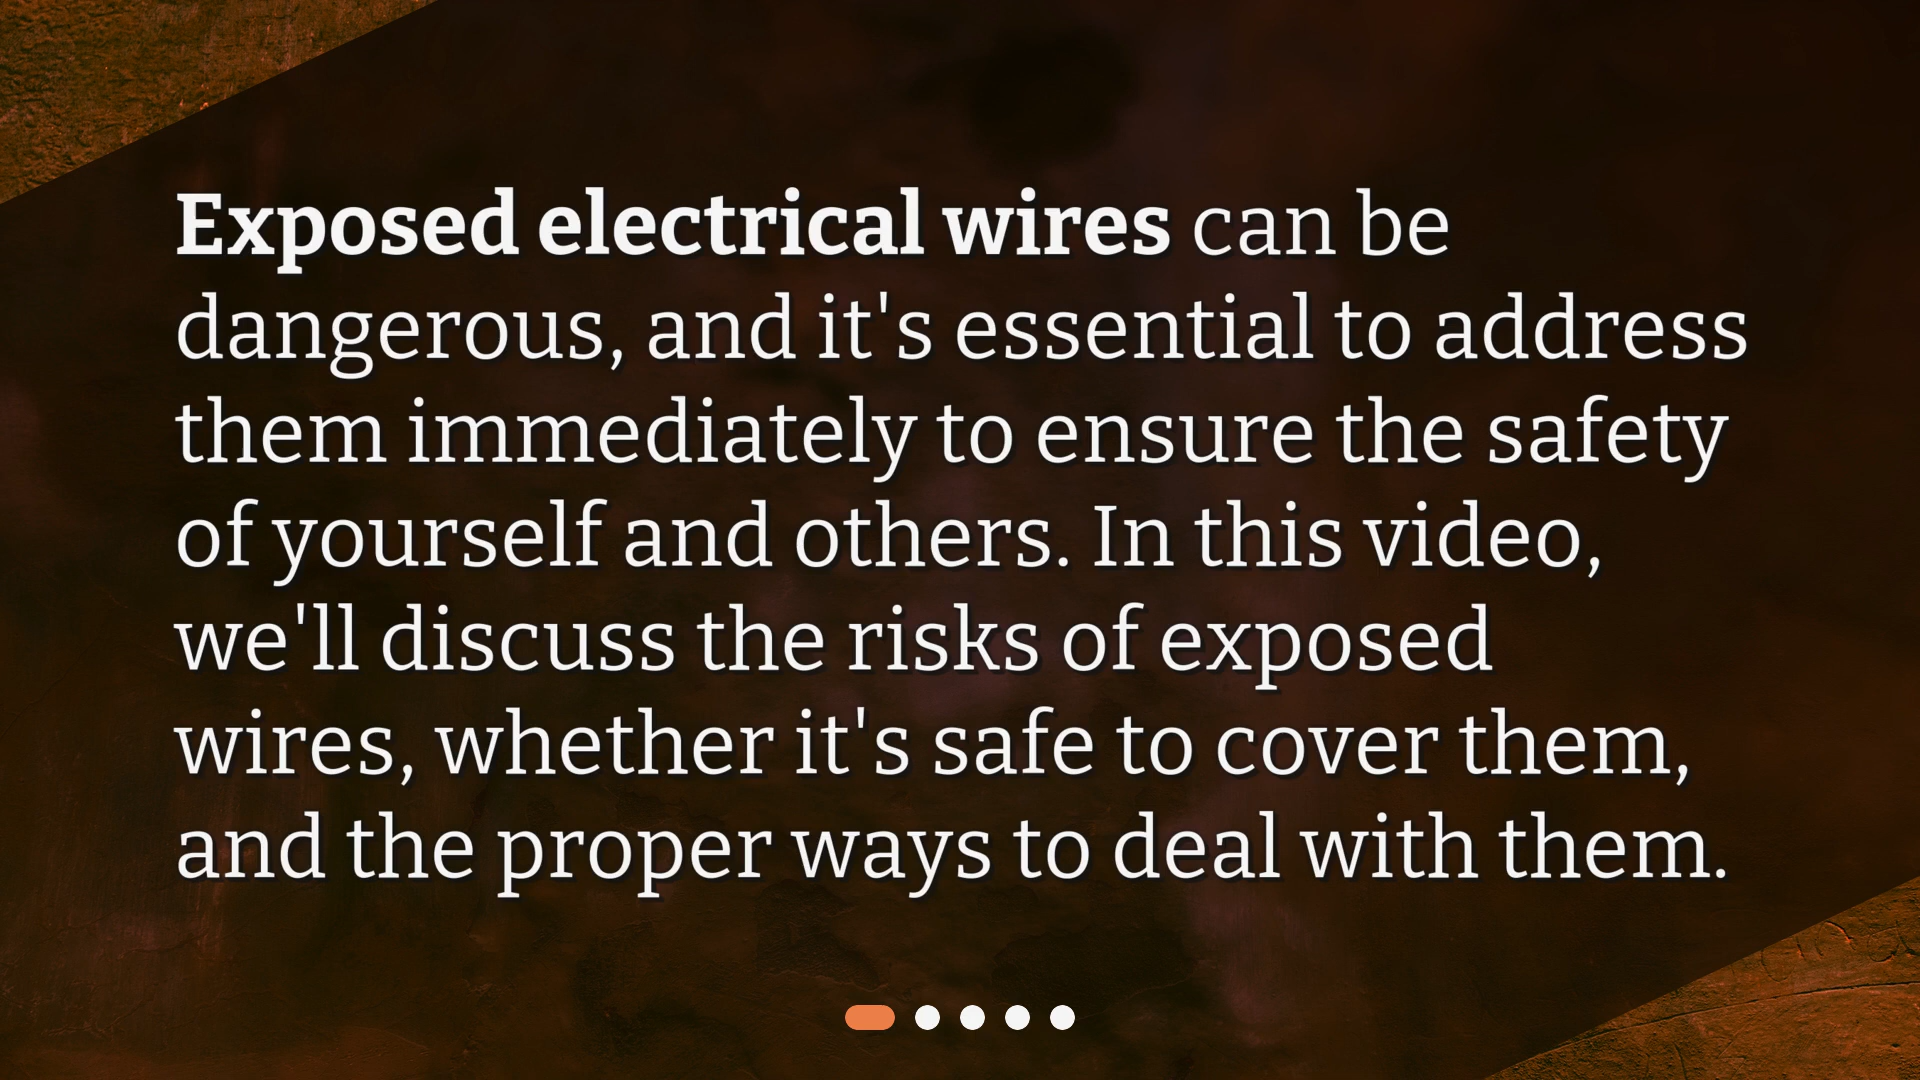 Exposed electrical wires can be
dangerous, and it's essential to address
them immediately to ensure the safety
of yourself and others. In this video,
we'll discuss the risks of exposed
wires, whether it's safe to cover them,
and the proper ways to deal with them.